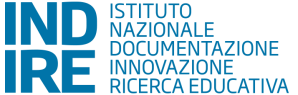 INDIRE
ISTITUTO
NAZIONALE
DOCUMENTAZIONE
INNOVAZIONE
RICERCA EDUCATIVA